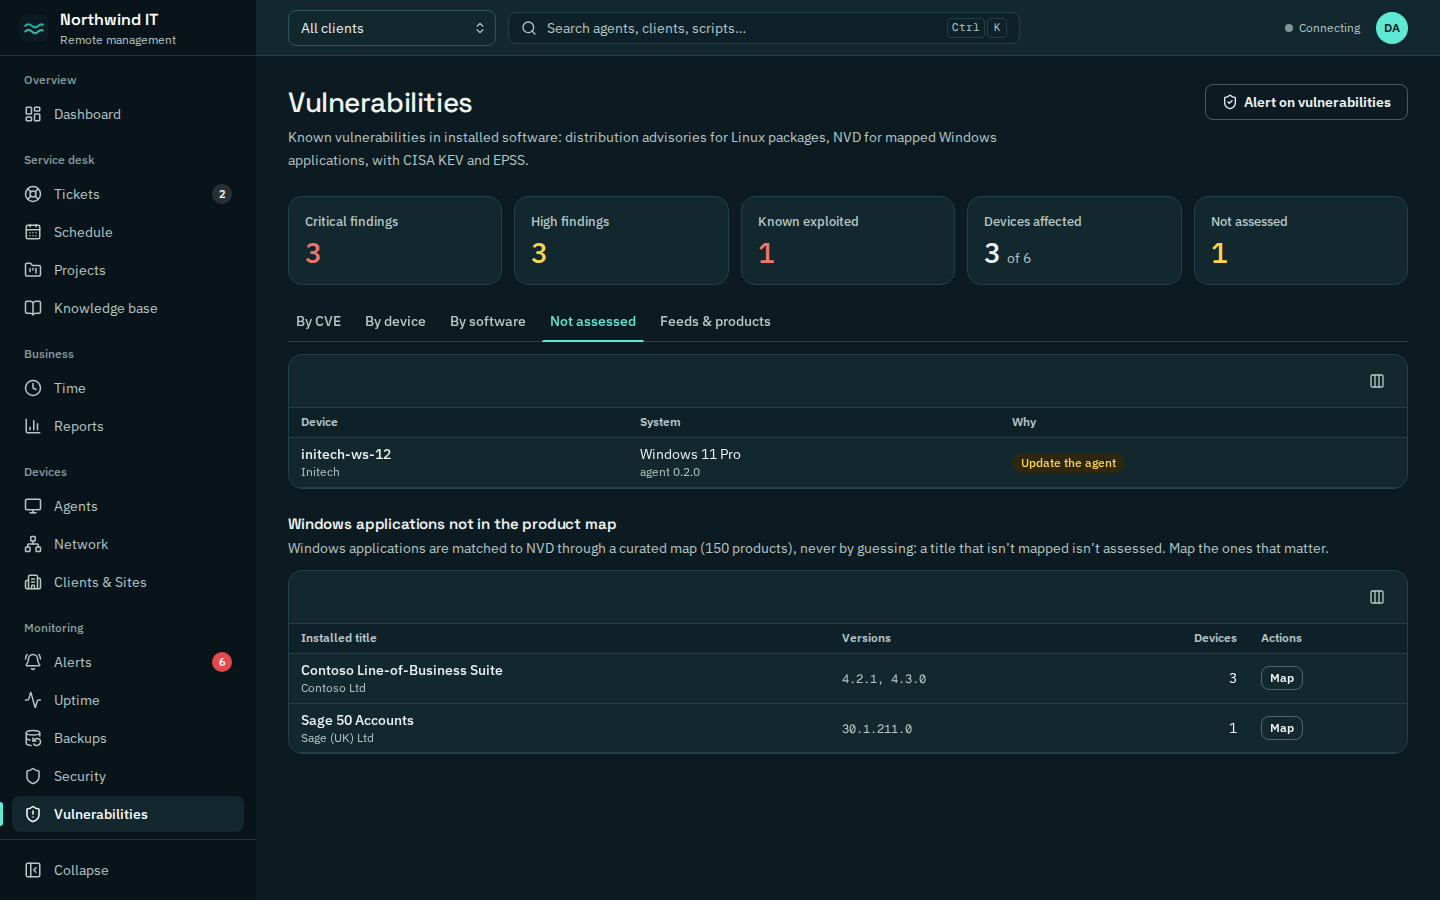 Northwind IT
Remote management
All clients
Search agents, clients, scripts...
Ctrl K
Connecting
DA
Overview
Dashboard
Service desk
Tickets 2
Schedule
Projects
Knowledge base
Business
Time
Reports
Devices
Agents
Network
Clients & Sites
Monitoring
Alerts 6
Uptime
Backups
Security
Vulnerabilities
Collapse
Vulnerabilities
Alert on vulnerabilities
Known vulnerabilities in installed software: distribution advisories for Linux packages, NVD for mapped Windows
applications, with CISA KEV and EPSS.
Critical findings
3
High findings
3
Known exploited
1
Devices affected
3 of 6
Not assessed
1
By CVE By device By software Not assessed Feeds & products
Device System Why
initech-ws-12 Windows 11 Pro Update the agent
Initech agent 0.2.0
Windows applications not in the product map
Windows applications are matched to NVD through a curated map (150 products), never by guessing: a title that isn’t mapped isn’t assessed. Map the ones that matter.
Installed title Versions Devices Actions
Contoso Line-of-Business Suite 4.2.1, 4.3.0 3 Map
Contoso Ltd
Sage 50 Accounts 30.1.211.0 1 Map
Sage (UK) Ltd